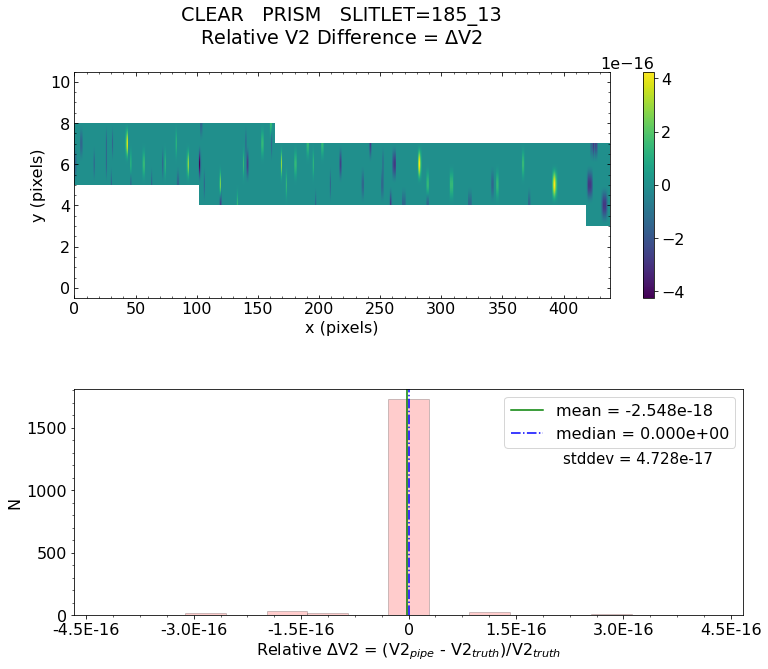 CLEAR PRISM SLITLET=185_13
Relative V2 Difference = ΔV2
1e−16
10
8
6
4
2
0
y (pixels)
0 50 100 150 200 250 300 350 400
x (pixels)
4
2
0
−2
−4
mean = -2.548e-18
median = 0.000e+00
stddev = 4.728e-17
1500
1000
500
0
N
-4.5E-16 -3.0E-16 -1.5E-16 0 1.5E-16 3.0E-16 4.5E-16
Relative ΔV2 = (V2pipe - V2truth)/V2truth